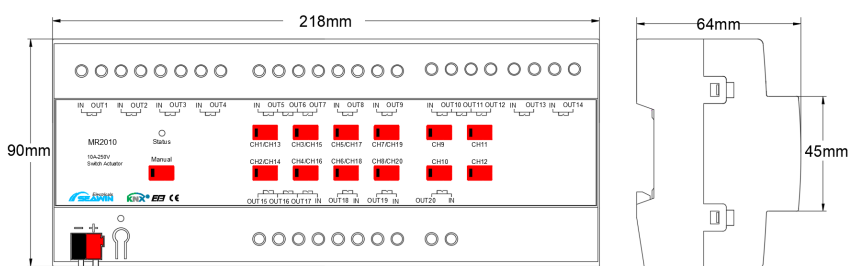 218mm
64mm
IN OUT1 IN OUT2 IN OUT3 IN OUT4 IN OUT5 OUT6 OUT7 IN OUT8 IN OUT9 IN OUT10 OUT11 OUT12 IN OUT13 IN OUT14
MR2010
Status
CH1/CH13 CH3/CH15 CH5/CH17 CH7/CH19 CH9 CH11
90mm
45mm
10A-250V
Switch Actuator
Manual
CH2/CH14 CH4/CH16 CH6/CH18 CH8/CH20 CH10 CH12
Electrically
SEAWIN KNX EIB CE
OUT15 OUT16 OUT17 IN OUT18 IN OUT19 IN OUT20 IN
- +